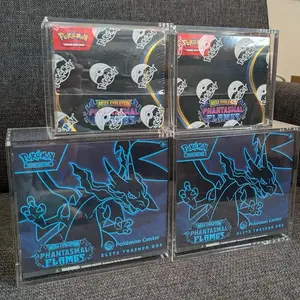 POKÉMON
POKÉMON
MEGA EVOLUTION
PHANTASMAL
FLAMES
MEGA EVOLUTION
PHANTASMAL
FLAMES
POKÉMON
MEGA EVOLUTION
PHANTASMAL
FLAMES
Pokémon Center
ELITE TRAINER BOX
POKÉMON
MEGA EVOLUTION
PHANTASMAL
FLAMES
Pokémon Center
ELITE TRAINER BOX